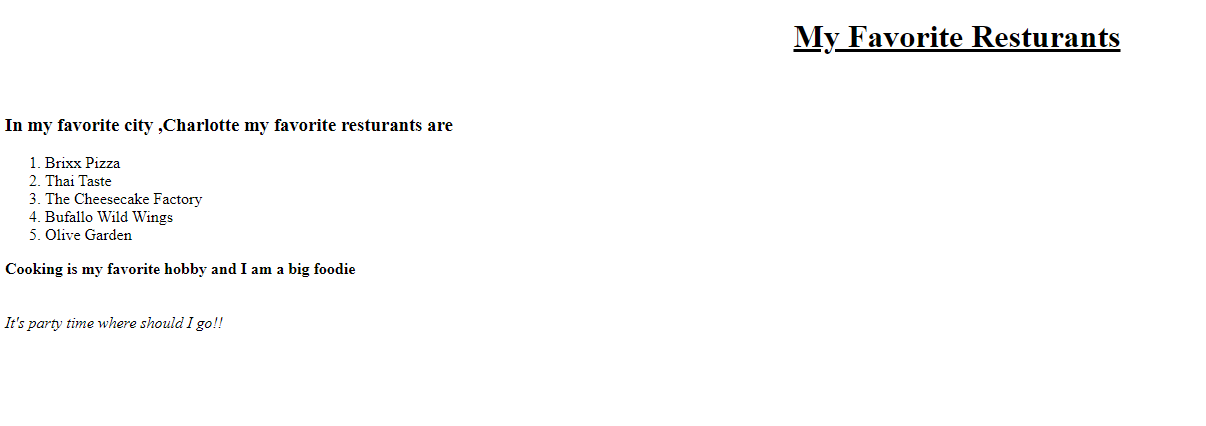 My Favorite Resturants
In my favorite city ,Charlotte my favorite resturants are
1. Brixx Pizza
2. Thai Taste
3. The Cheesecake Factory
4. Bufallo Wild Wings
5. Olive Garden
Cooking is my favorite hobby and I am a big foodie
It's party time where should I go!!